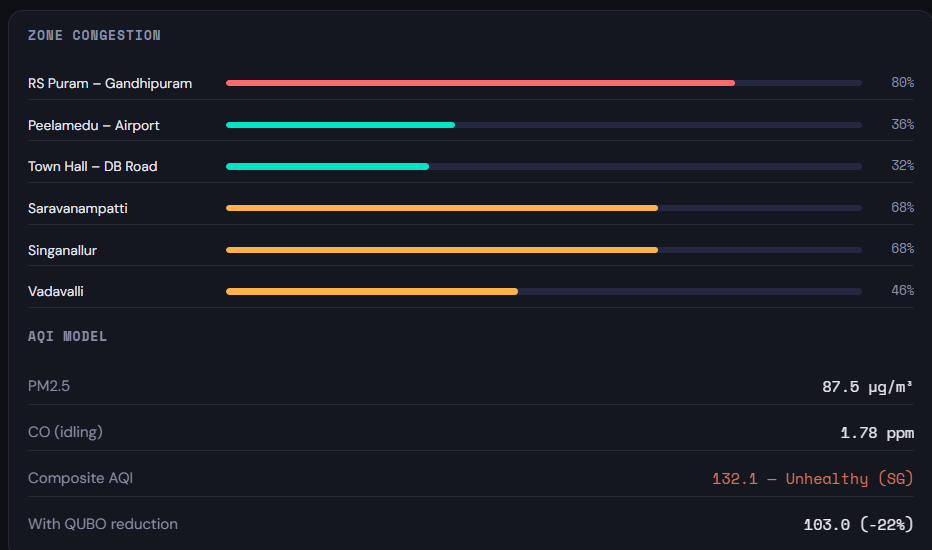 ZONE CONGESTION
RS Puram – Gandhipuram 80%
Peelamedu – Airport 36%
Town Hall – DB Road 32%
Saravanampatti 68%
Singanallur 68%
Vadavalli 46%
AQI MODEL
PM2.5 87.5 µg/m³
CO (idling) 1.78 ppm
Composite AQI 132.1 — Unhealthy (SG)
With QUBO reduction 103.0 (-22%)